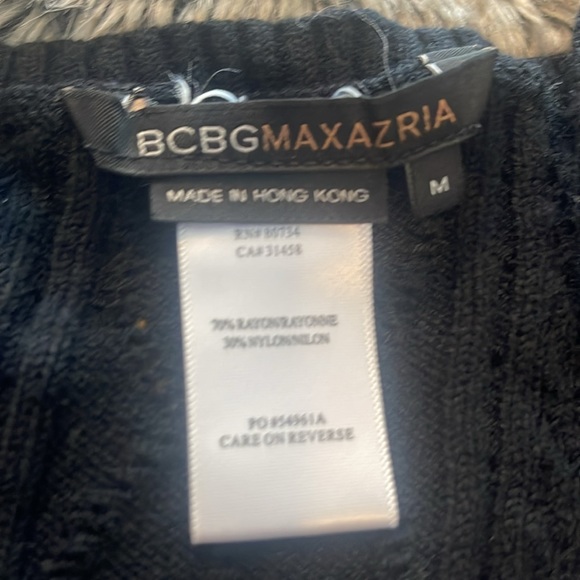 BCBGMAXAZRIA
MADE IN HONG KONG
M
RN# 80734
CA# 31458
70% RAYON/RAYONNE
30% NYLON/NILON
PO #54961A
CARE ON REVERSE